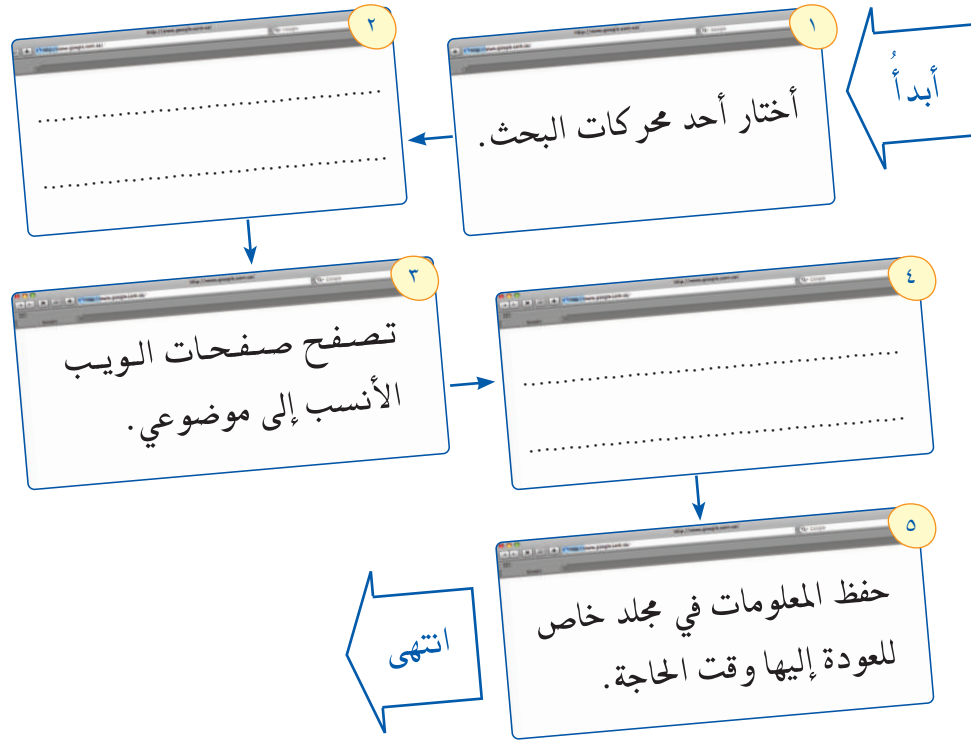 أبدأُ
١
أختار أحد محركات البحث.
٢
........................................
........................................
٣
تصفح صفحات الويب
الأنسب إلى موضوعي.
٤
........................................
........................................
٥
حفظ المعلومات في مجلد خاص
للعودة إليها وقت الحاجة.
انتهى